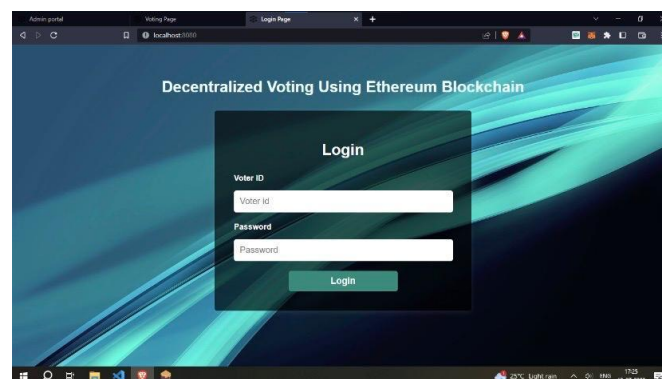 Admin portal
Voting Page
Login Page
localhost:8080
Decentralized Voting Using Ethereum Blockchain
Login
Voter ID
Voter id
Password
Password
Login
25°C Light rain
ENG
17:25